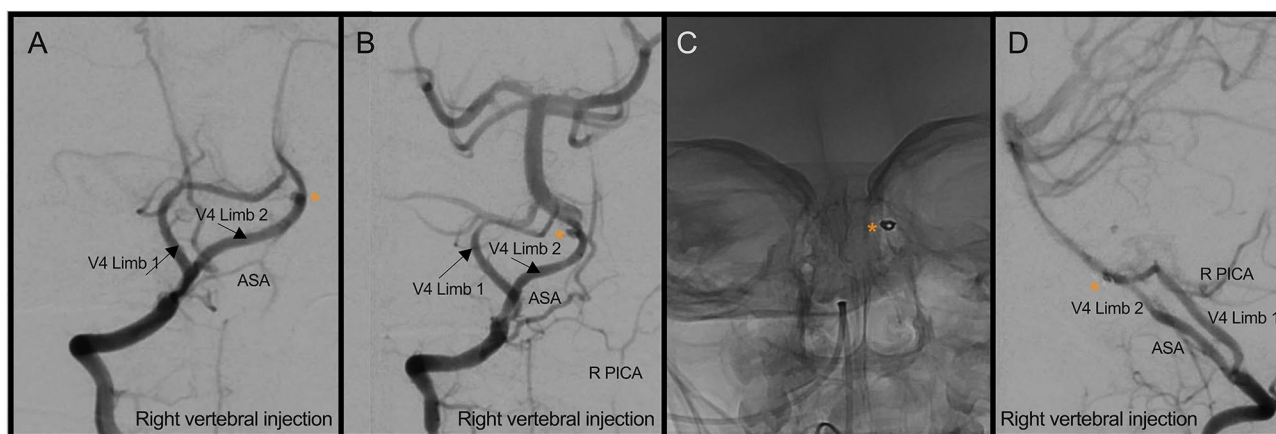 A
V4 Limb 2
*
V4 Limb 1
ASA
Right vertebral injection
B
V4 Limb 2
*
V4 Limb 1
ASA
R PICA
Right vertebral injection
C
*
D
R PICA
*
V4 Limb 2
V4 Limb 1
ASA
Right vertebral injection